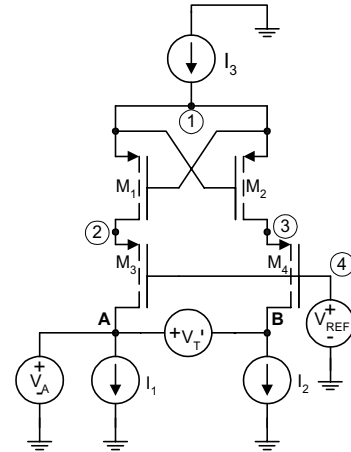 I3
1
M1
M2
2
3
M3
M4
4
A
+ VT -
B
+ VREF -
+ VA -
I1
I2